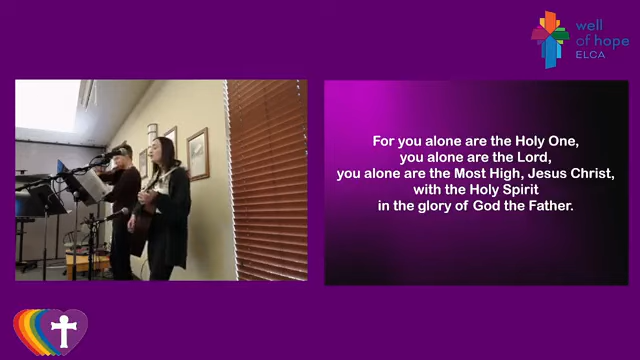 well
of hope
ELCA
For you alone are the Holy One,
you alone are the Lord,
you alone are the Most High, Jesus Christ,
with the Holy Spirit
in the glory of God the Father.